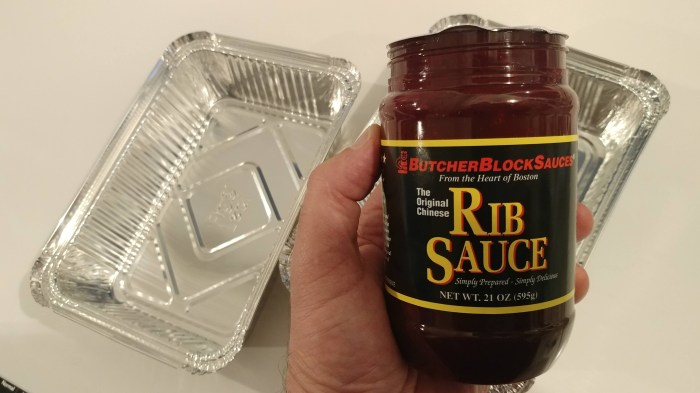 BUTCHERBLOCKSAUCES
From the Heart of Boston
The
Original
Chinese
RIB
SAUCE
Simply Prepared - Simply Delicious
NET WT. 21 OZ (595g)